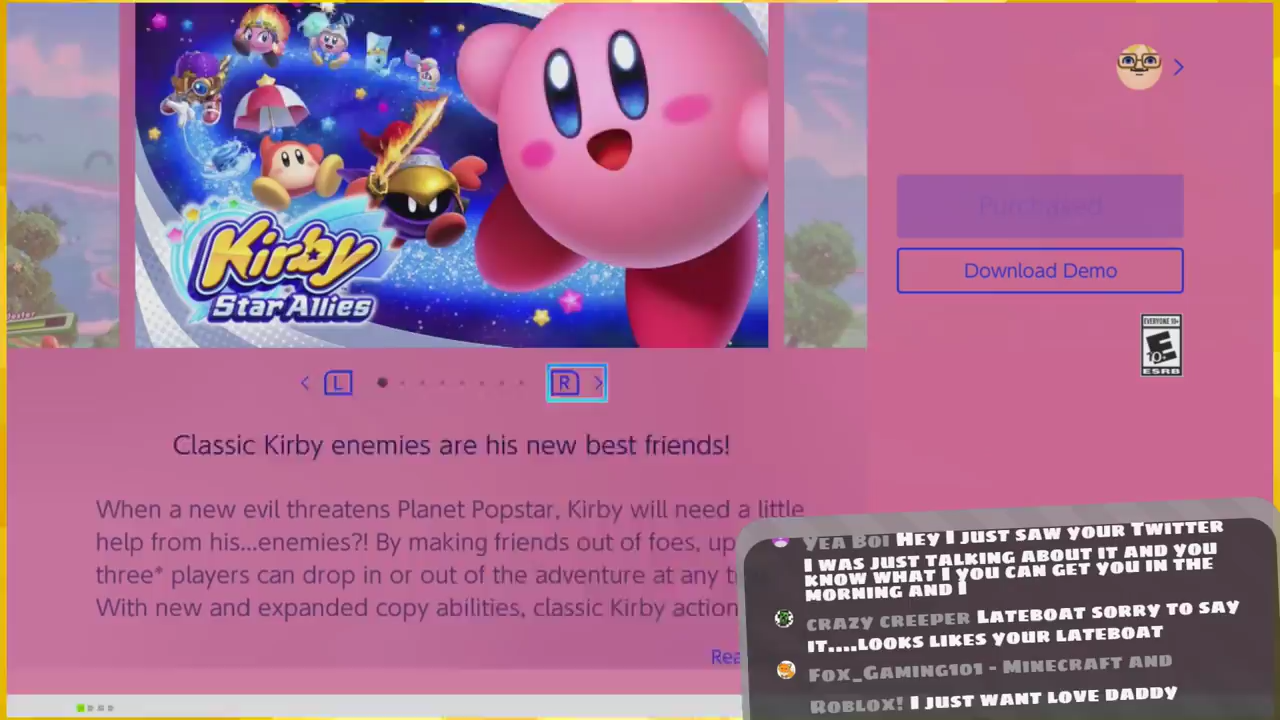 Kirby
Star Allies
Purchased
Download Demo
EVERYONE 10+
E
10+
ESRB
L
R
Classic Kirby enemies are his new best friends!
When a new evil threatens Planet Popstar, Kirby will need a little
help from his...enemies?! By making friends out of foes, up
three* players can drop in or out of the adventure at any
With new and expanded copy abilities, classic Kirby action
Yea Boi Hey I just saw your Twitter
I was just talking about it and you
know what I you can get you in the
morning and I
crazy creeper Lateboat sorry to say
it....looks likes your lateboat
Fox_Gaming101 - Minecraft and
Roblox! I just want love daddy